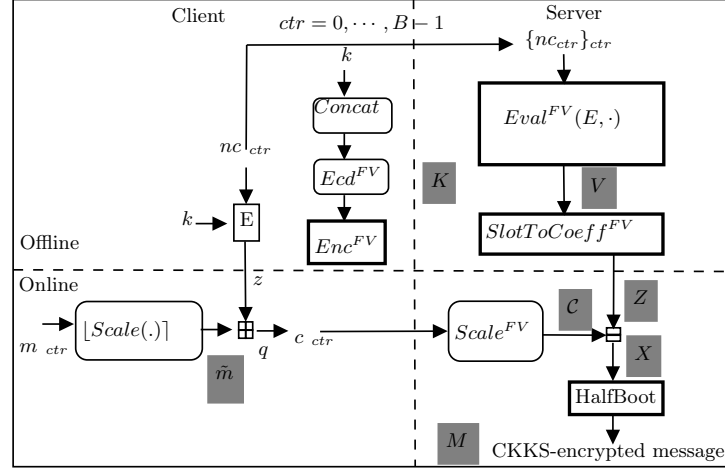 Client
Server
ctr = 0, · · · , B − 1
{nc_ctr}_ctr
k
Concat
Eval^FV(E, ·)
nc_ctr
Ecd^FV
K
V
k
E
Enc^FV
SlotToCoeff^FV
Offline
Online
z
m_ctr
⌊Scale(.)⌉
m̃
q
c_ctr
Scale^FV
C
Z
X
HalfBoot
M
CKKS-encrypted message